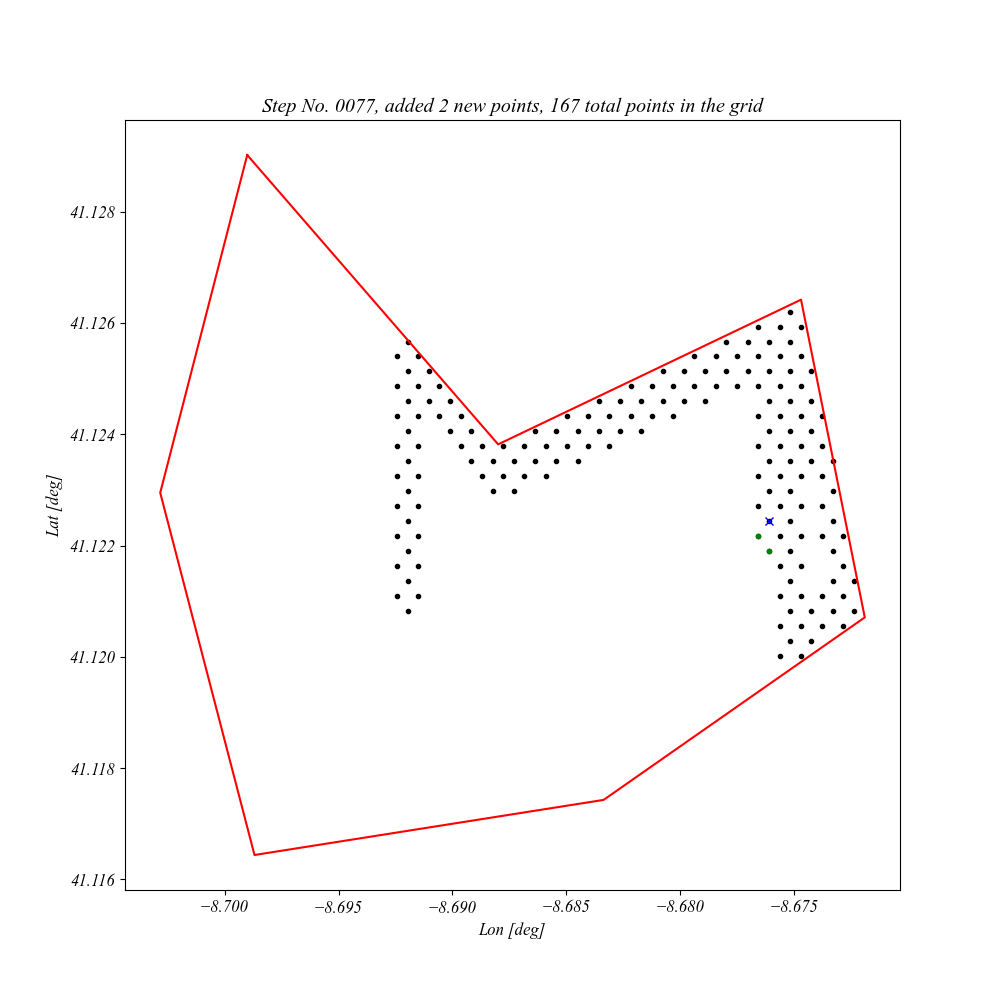 Step No. 0077, added 2 new points, 167 total points in the grid
41.128
41.126
41.124
41.122
41.120
41.118
41.116
Lat [deg]
−8.700 −8.695 −8.690 −8.685 −8.680 −8.675
Lon [deg]